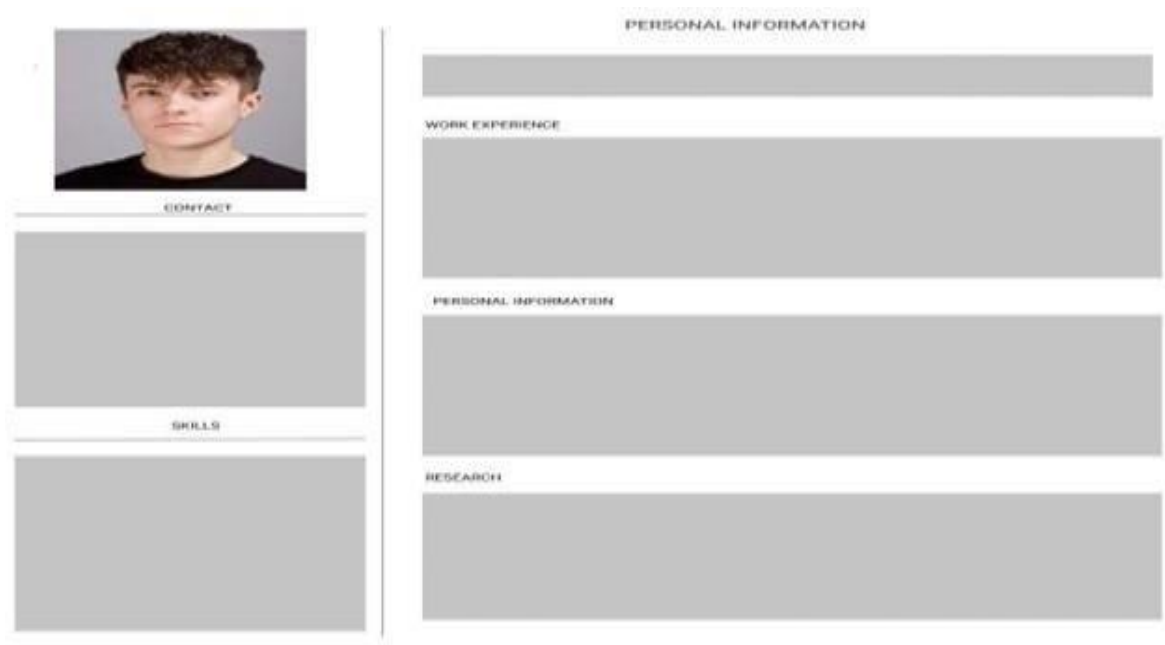 PERSONAL INFORMATION
WORK EXPERIENCE
CONTACT
PERSONAL INFORMATION
SKILLS
RESEARCH